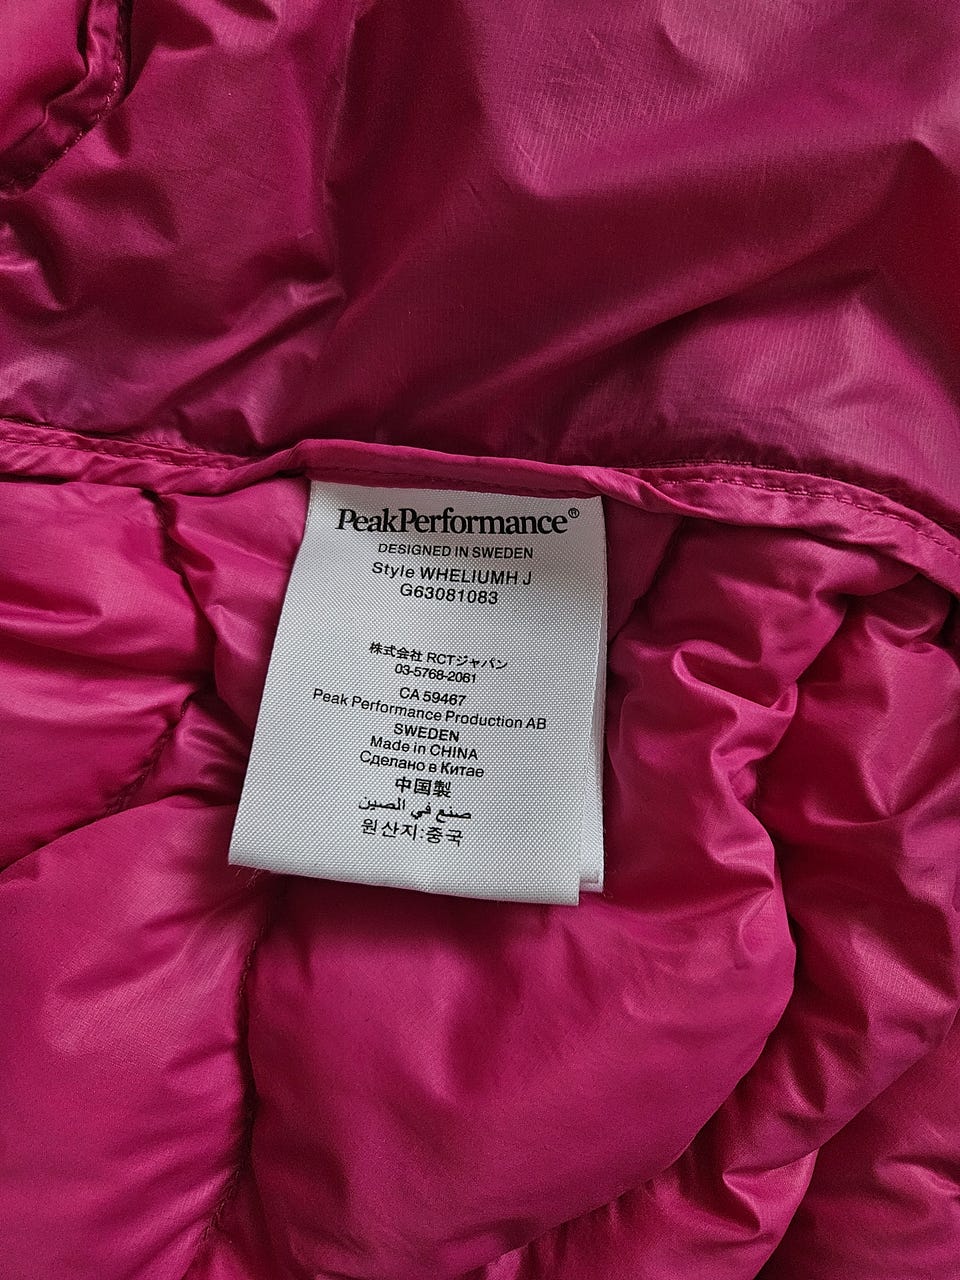 PeakPerformance®
DESIGNED IN SWEDEN
Style WHELIUMH J
G63081083
株式会社 RCTジャパン
03-5768-2061
CA 59467
Peak Performance Production AB
SWEDEN
Made in CHINA
Сделано в Китае
中国製
صنع في الصين
원산지:중국